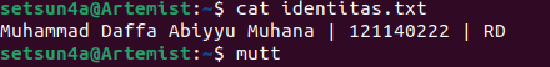 setsun4a@Artemist:~$ cat identitas.txt
Muhammad Daffa Abiyyu Muhana | 121140222 | RD
setsun4a@Artemist:~$ mutt